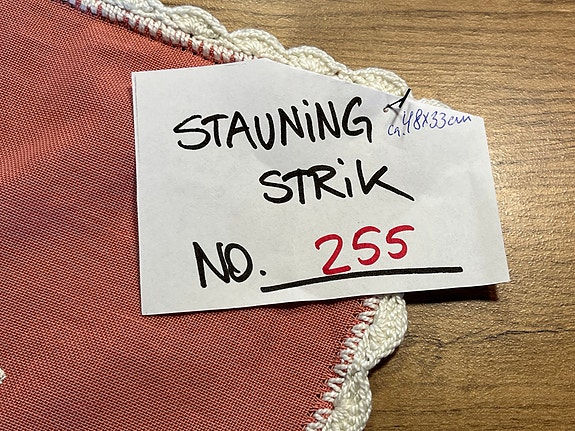 STAUNING
ca. 48x33cm
STRiK
NO. 255